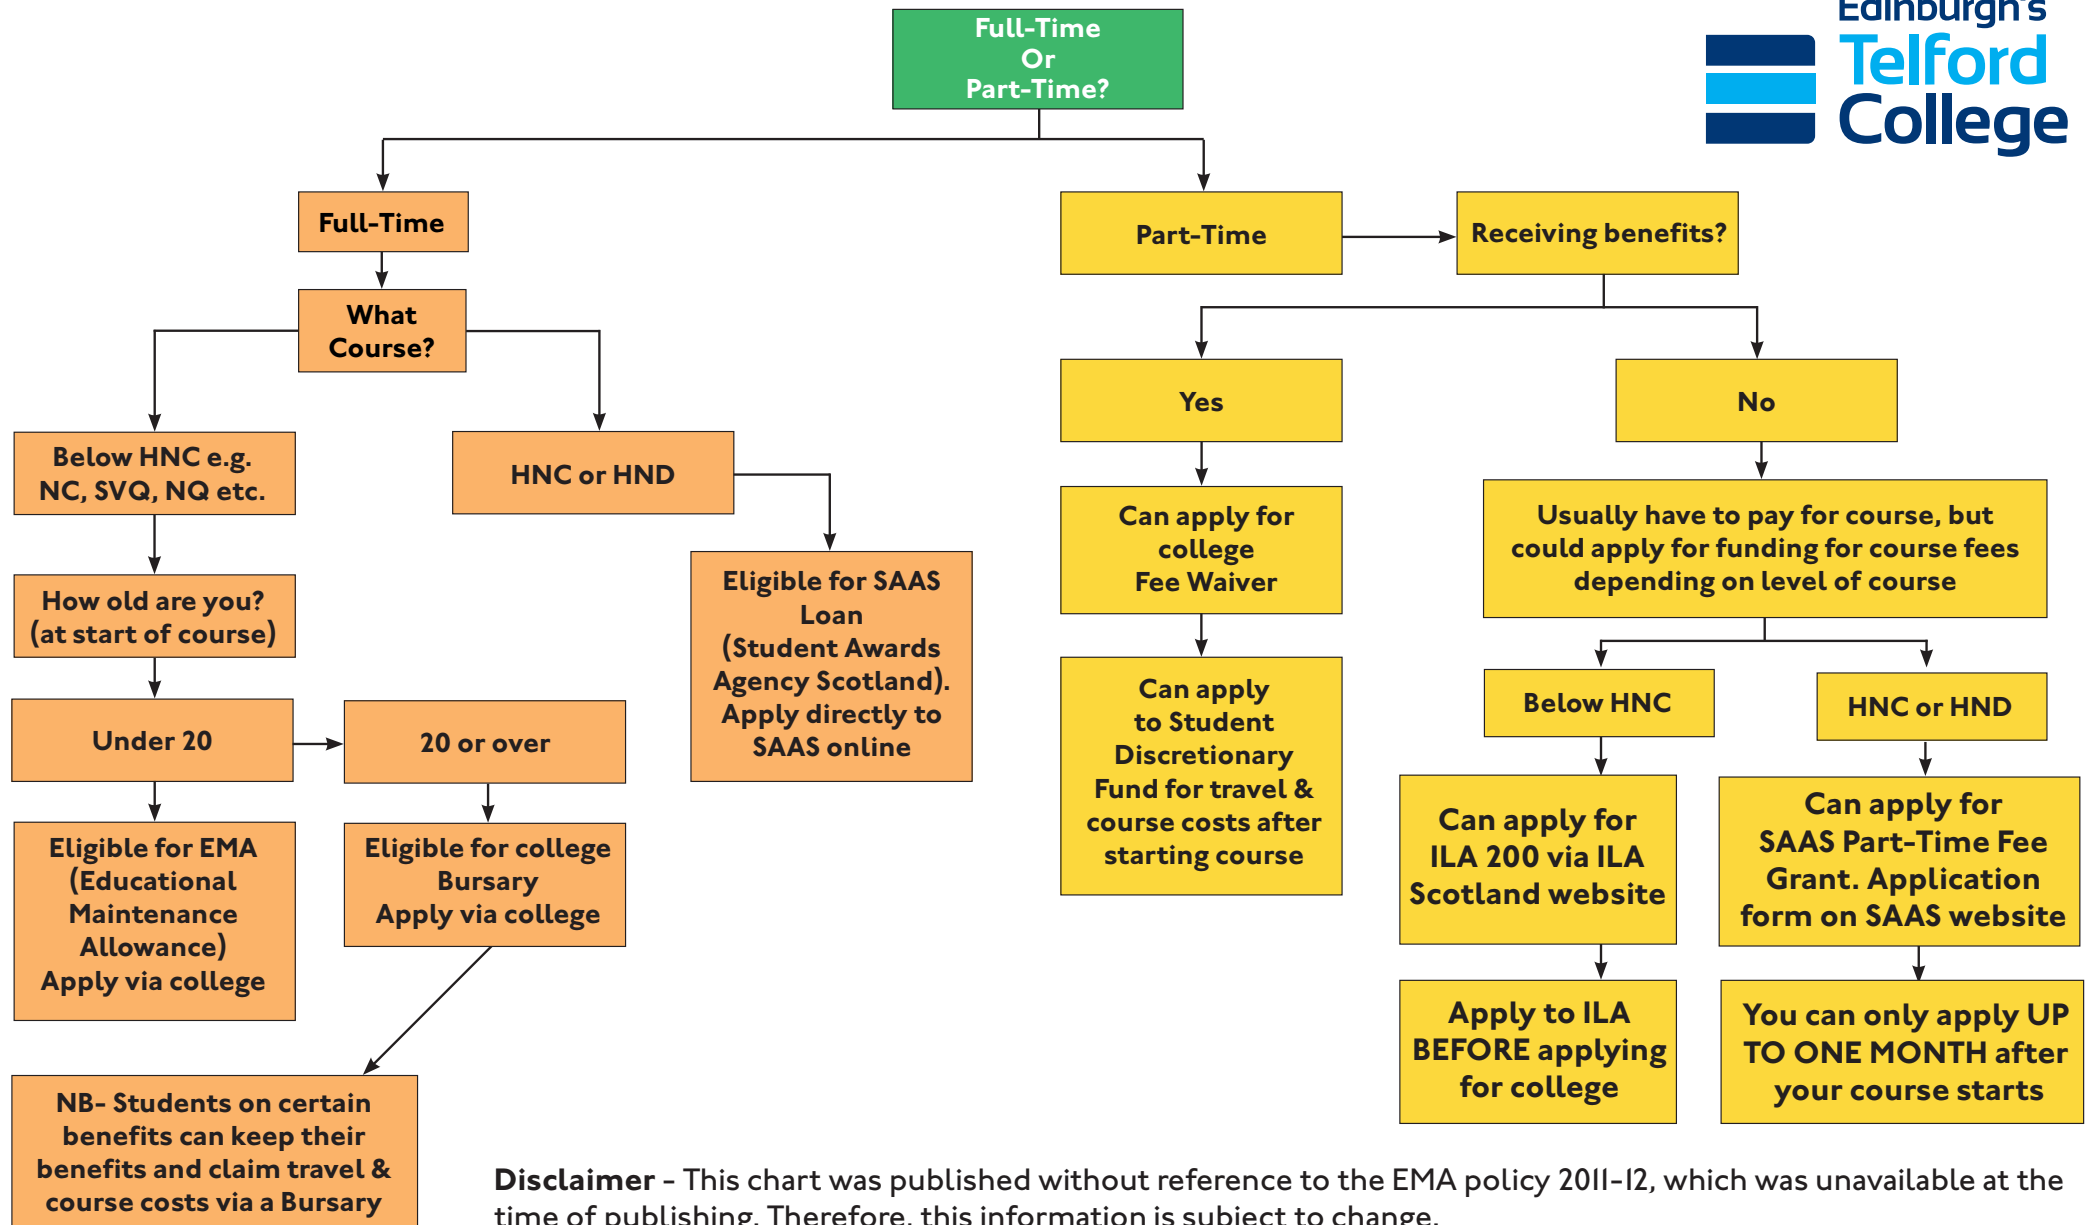 Full-Time
Or
Part-Time?
Edinburgh's
Telford
College
Full-Time
What
Course?
Below HNC e.g.
NC, SVQ, NQ etc.
HNC or HND
How old are you?
(at start of course)
Eligible for SAAS
Loan
(Student Awards
Agency Scotland).
Apply directly to
SAAS online
Under 20
20 or over
Eligible for EMA
(Educational
Maintenance
Allowance)
Apply via college
Eligible for college
Bursary
Apply via college
NB- Students on certain
benefits can keep their
benefits and claim travel &
course costs via a Bursary
Part-Time
Receiving benefits?
Yes
No
Can apply for
college
Fee Waiver
Can apply
to Student
Discretionary
Fund for travel &
course costs after
starting course
Usually have to pay for course, but
could apply for funding for course fees
depending on level of course
Below HNC
HNC or HND
Can apply for
ILA 200 via ILA
Scotland website
Can apply for
SAAS Part-Time Fee
Grant. Application
form on SAAS website
Apply to ILA
BEFORE applying
for college
You can only apply UP
TO ONE MONTH after
your course starts
Disclaimer - This chart was published without reference to the EMA policy 2011-12, which was unavailable at the
time of publishing. Therefore, this information is subject to change.